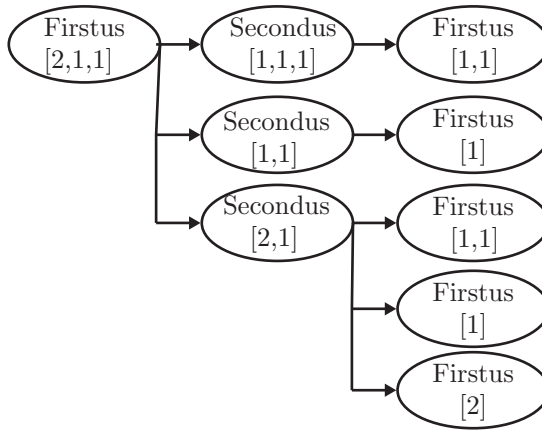 Firstus
[2,1,1]
Secondus
[1,1,1]
Firstus
[1,1]
Secondus
[1,1]
Firstus
[1]
Secondus
[2,1]
Firstus
[1,1]
Firstus
[1]
Firstus
[2]